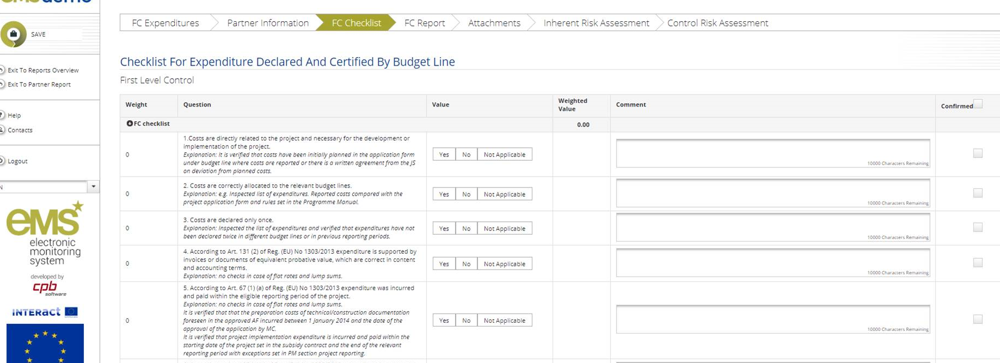 ems demo
FC Expenditures Partner Information FC Checklist FC Report Attachments Inherent Risk Assessment Control Risk Assessment
SAVE
Exit To Reports Overview
Exit To Partner Report
Help
Contacts
Logout
N
eMS
electronic
monitoring
system
developed by
cpb
software
INTERact
Checklist For Expenditure Declared And Certified By Budget Line
First Level Control
Weight Question Value Weighted Value Comment Confirmed
FC checklist 0.00
0
1.Costs are directly related to the project and necessary for the development or
implementation of the project.
Explanation: It is verified that costs have been initially planned in the application form
under budget line where costs are reported or there is a written agreement from the JS
on deviation from planned costs.
Yes No Not Applicable
10000 Characters Remaining
0
2. Costs are correctly allocated to the relevant budget lines.
Explanation: e.g. Inspected list of expenditures. Reported costs compared with the
project application form and rules set in the Programme Manual.
Yes No Not Applicable
10000 Characters Remaining
0
3. Costs are declared only once.
Explanation: Inspected the list of expenditures and verified that expenditures have not
been declared twice in different budget lines or in previous reporting periods.
Yes No Not Applicable
10000 Characters Remaining
0
4. According to Art. 131 (2) of Reg. (EU) No 1303/2013 expenditure is supported by
invoices or documents of equivalent probative value, which are correct in content
and accounting terms.
Explanation: no checks in case of flat rates and lump sums.
Yes No Not Applicable
10000 Characters Remaining
0
5. According to Art. 67 (1) (a) of Reg. (EU) No 1303/2013 expenditure was incurred
and paid within the eligible reporting period of the project.
Explanation: no checks in case of flat rates and lump sums.
It is verified that that the preparation costs of technical/construction documentation
foreseen in the approved AF incurred between 1 January 2014 and the date of the
approval of the application by MC.
It is verified that project implementation expenditure is incurred and paid within the
starting date of the project set in the subsidy contract and the end of the relevant
reporting period with exceptions set in PM section project reporting.
Yes No Not Applicable
10000 Characters Remaining